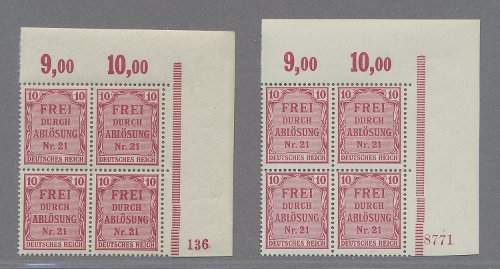 9,00 10,00
10 10 10 10
FREI FREI
DURCH DURCH
ABLÖSUNG ABLÖSUNG
Nr. 21 Nr. 21
DEUTSCHES REICH DEUTSCHES REICH
10 10 10 10
FREI FREI
DURCH DURCH
ABLÖSUNG ABLÖSUNG
Nr. 21 Nr. 21
DEUTSCHES REICH DEUTSCHES REICH
136
9,00 10,00
10 10 10 10
FREI FREI
DURCH DURCH
ABLÖSUNG ABLÖSUNG
Nr. 21 Nr. 21
DEUTSCHES REICH DEUTSCHES REICH
10 10 10 10
FREI FREI
DURCH DURCH
ABLÖSUNG ABLÖSUNG
Nr. 21 Nr. 21
DEUTSCHES REICH DEUTSCHES REICH
8771